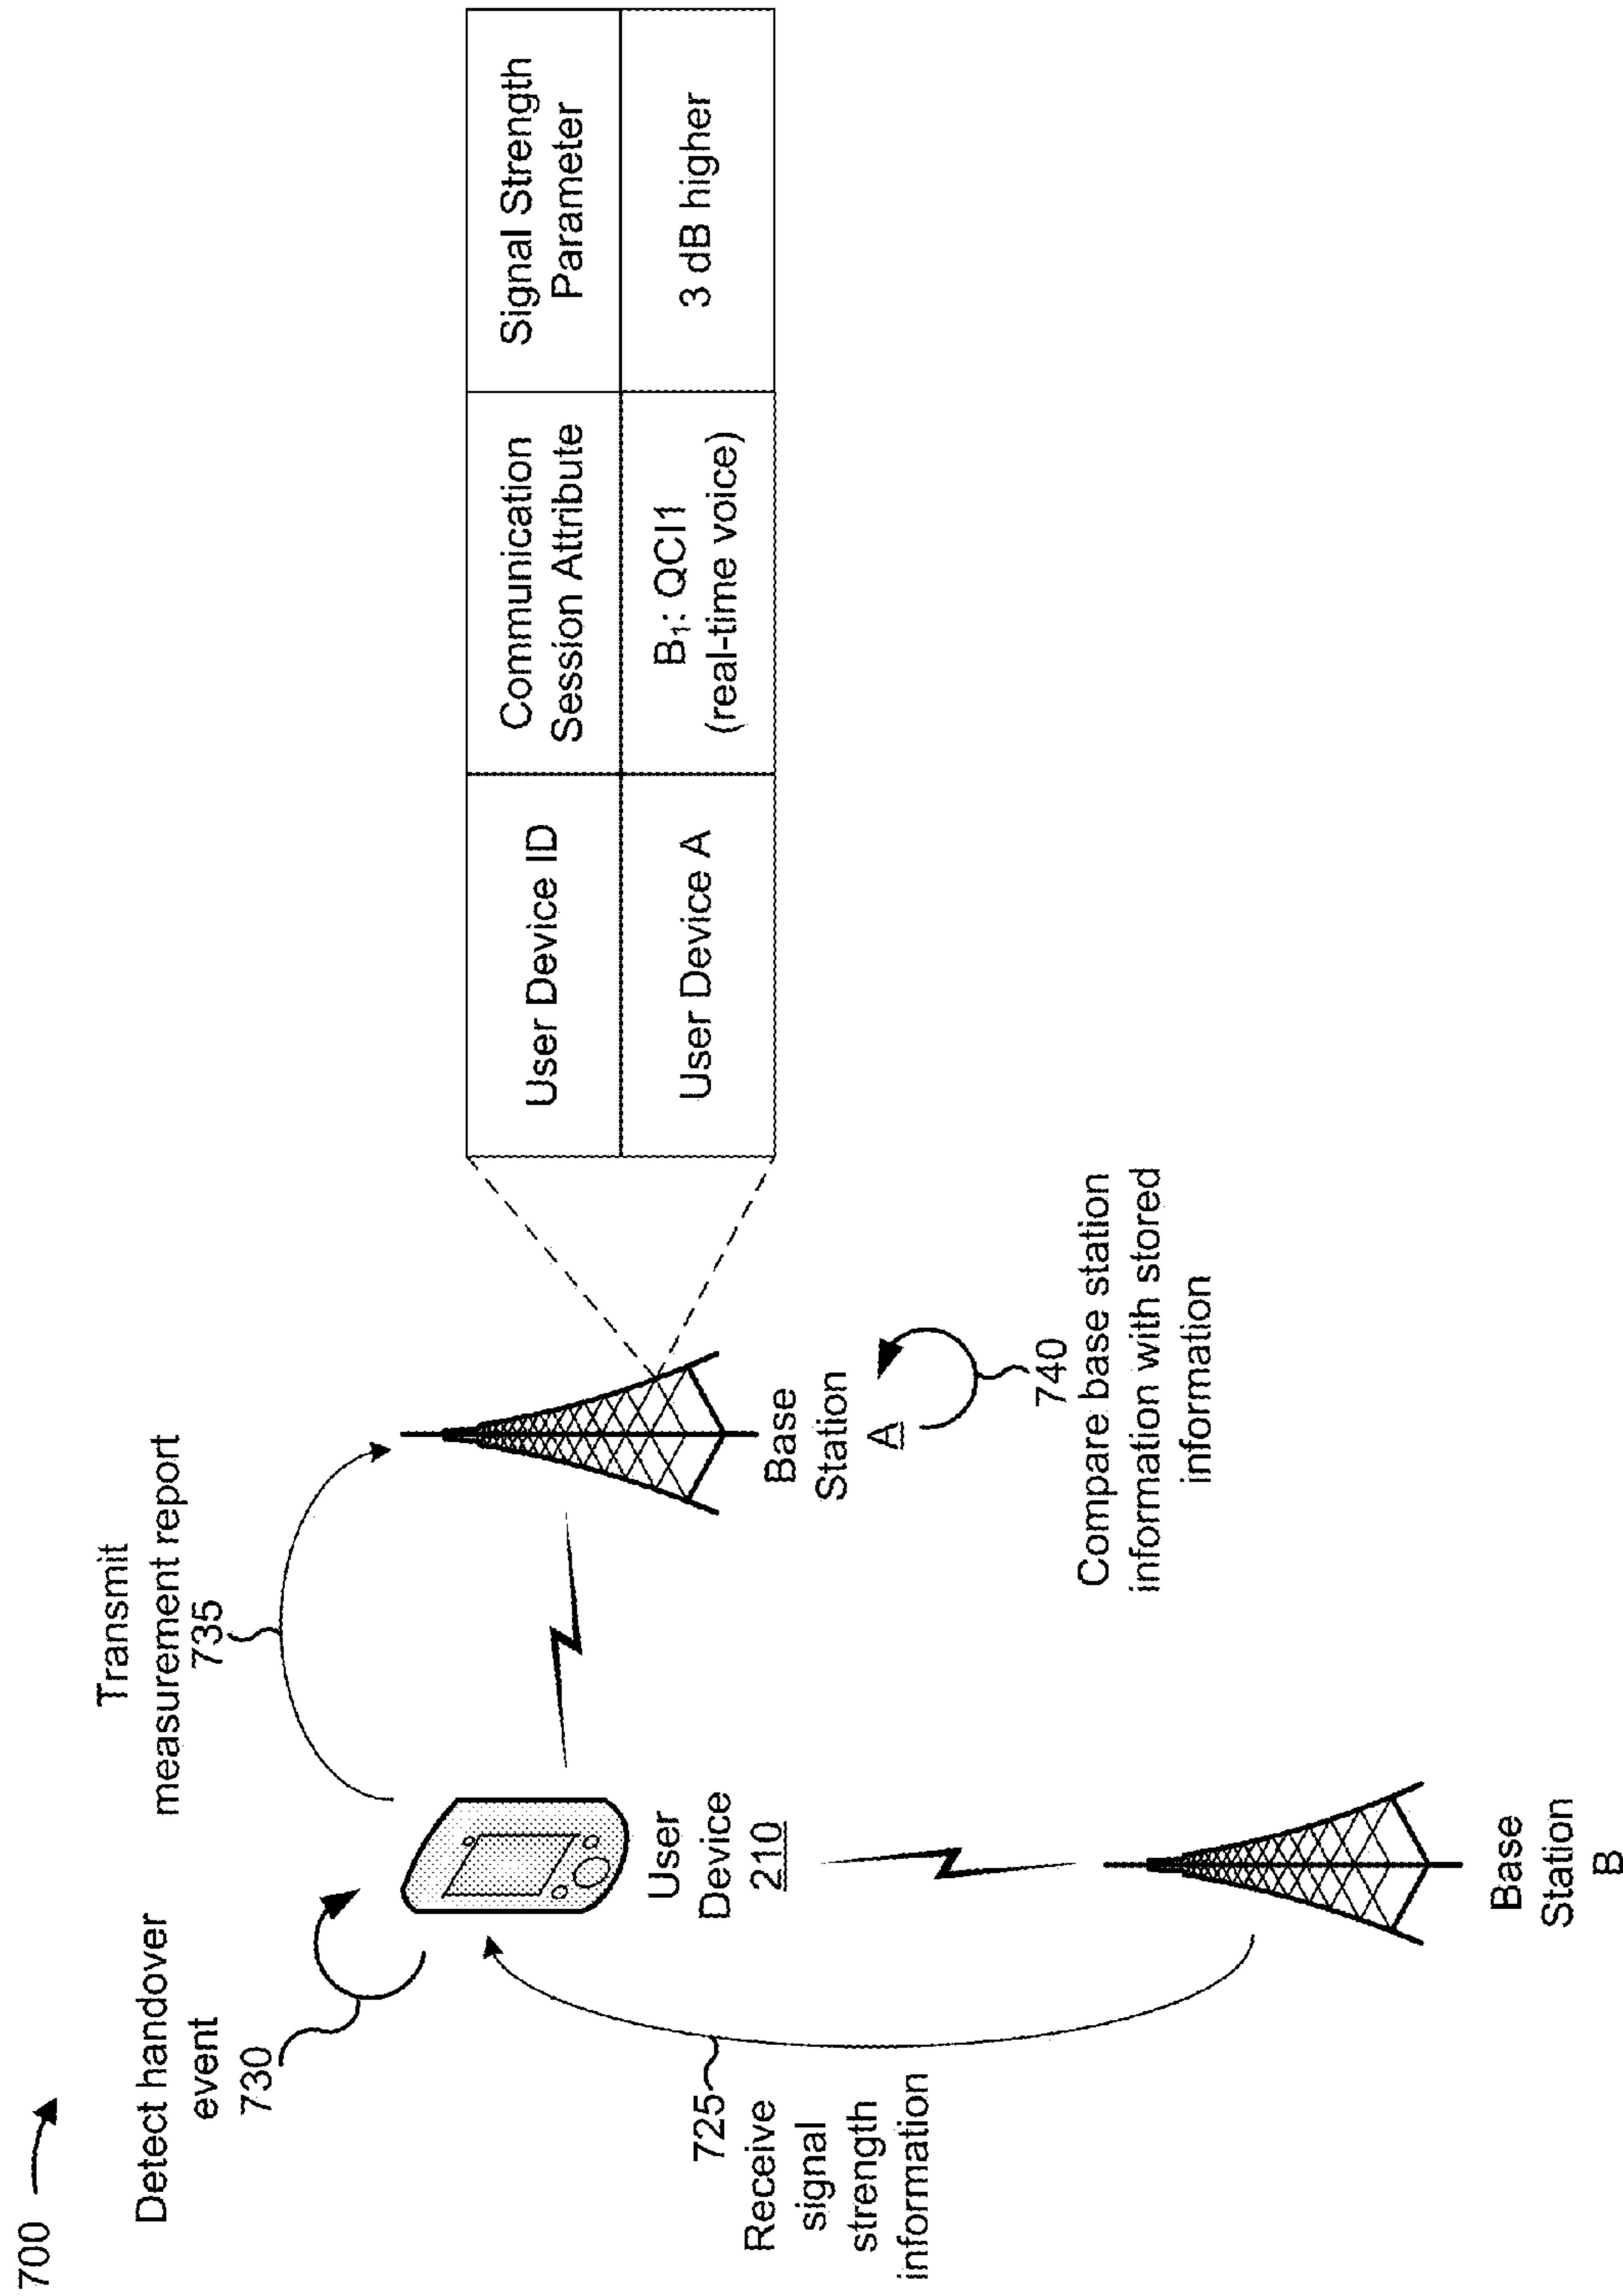 700
Detect handover
event
730
Transmit
measurement report
735
725
Receive
signal
strength
information
User
Device
210
Base
Station
A
740
Compare base station
information with stored
information
Base
Station
B
User Device ID
Communication
Session Attribute
Signal Strength
Parameter
User Device A
B₁: QCI1
(real-time voice)
3 dB higher